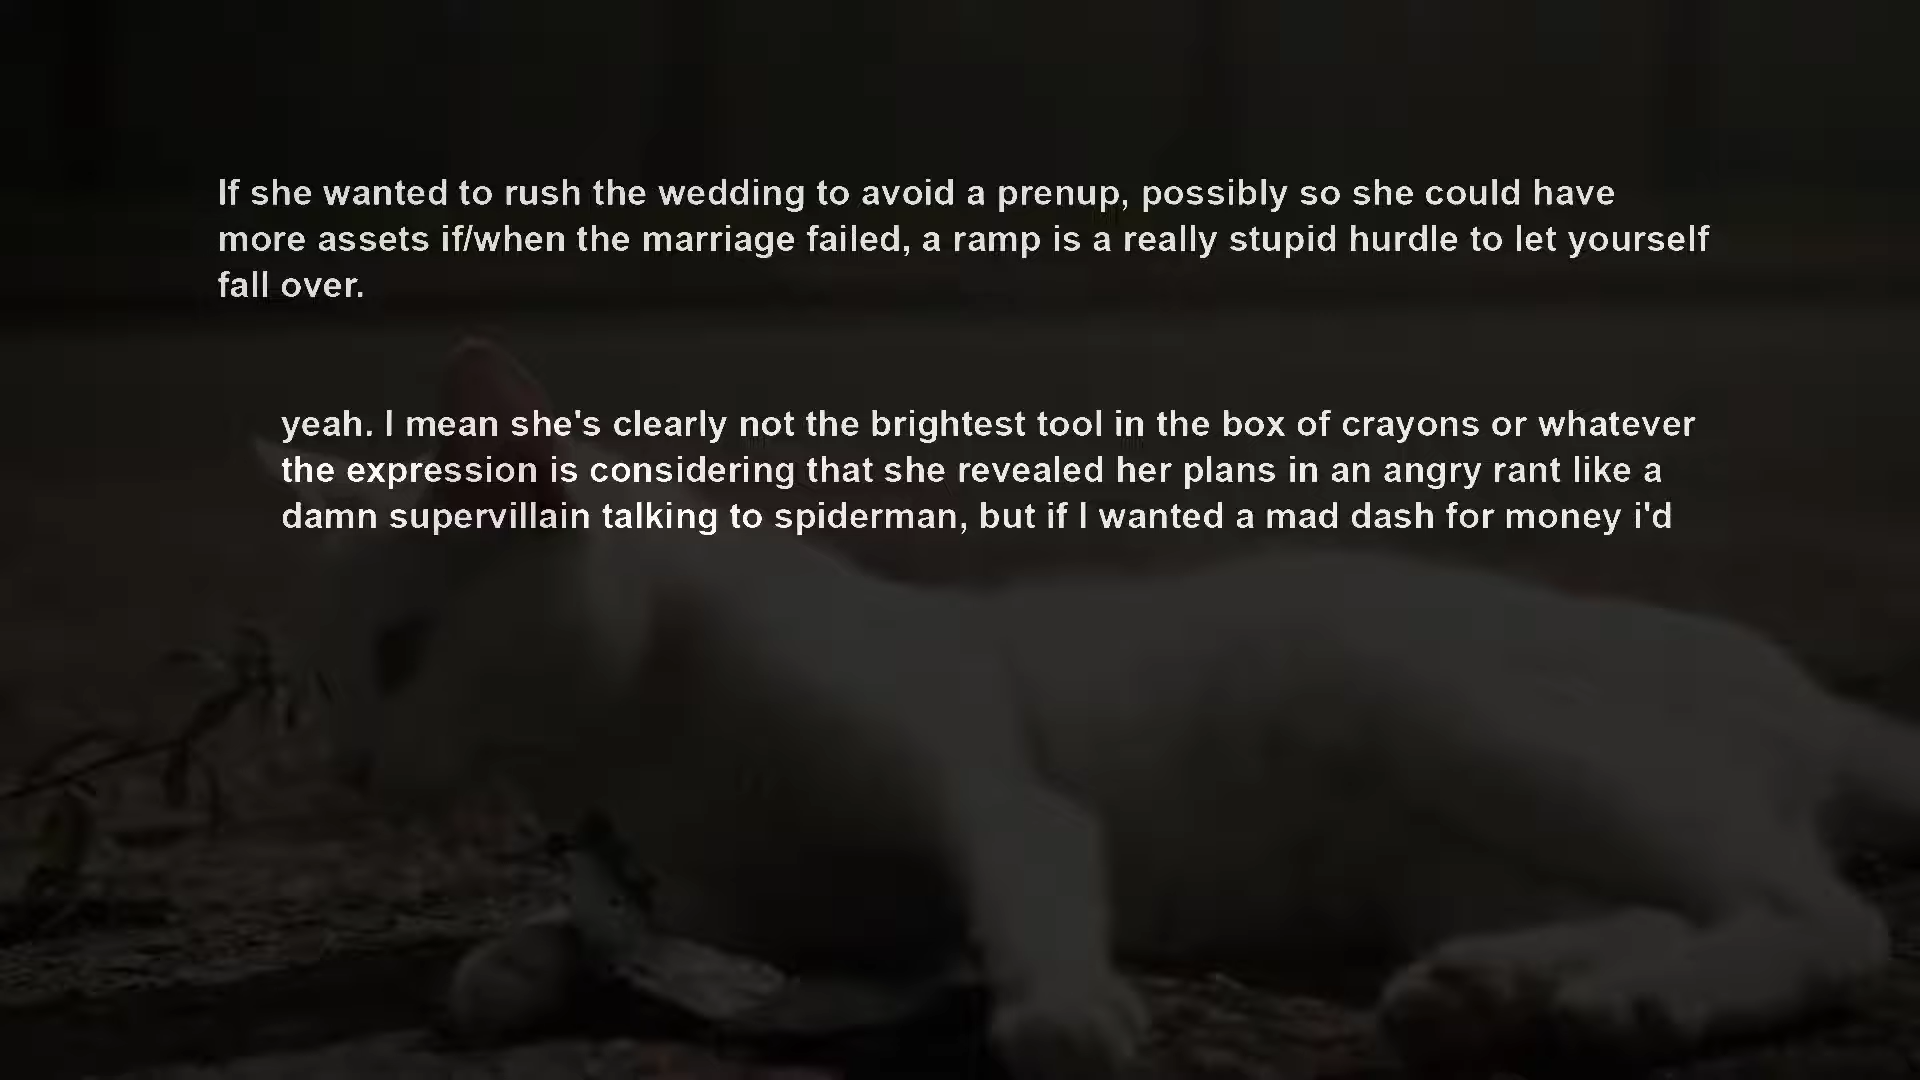 If she wanted to rush the wedding to avoid a prenup, possibly so she could have
more assets if/when the marriage failed, a ramp is a really stupid hurdle to let yourself
fall over.
yeah. I mean she's clearly not the brightest tool in the box of crayons or whatever
the expression is considering that she revealed her plans in an angry rant like a
damn supervillain talking to spiderman, but if I wanted a mad dash for money i'd